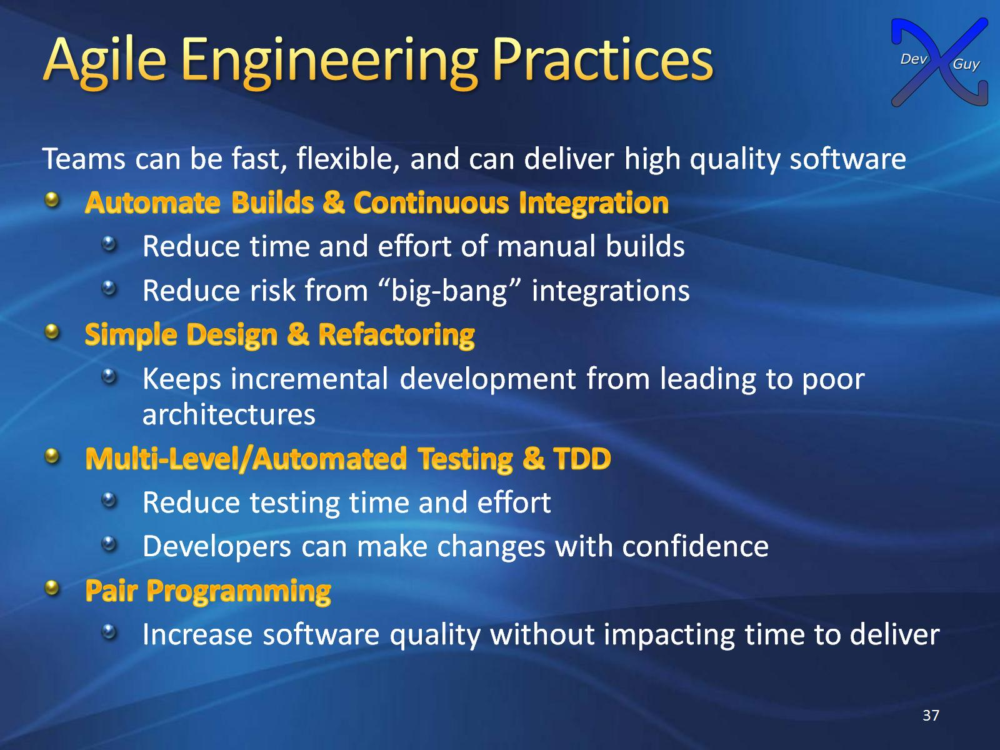 Agile Engineering Practices
Dev Guy
Teams can be fast, flexible, and can deliver high quality software
Automate Builds & Continuous Integration
Reduce time and effort of manual builds
Reduce risk from “big-bang” integrations
Simple Design & Refactoring
Keeps incremental development from leading to poor
architectures
Multi-Level/Automated Testing & TDD
Reduce testing time and effort
Developers can make changes with confidence
Pair Programming
Increase software quality without impacting time to deliver
37